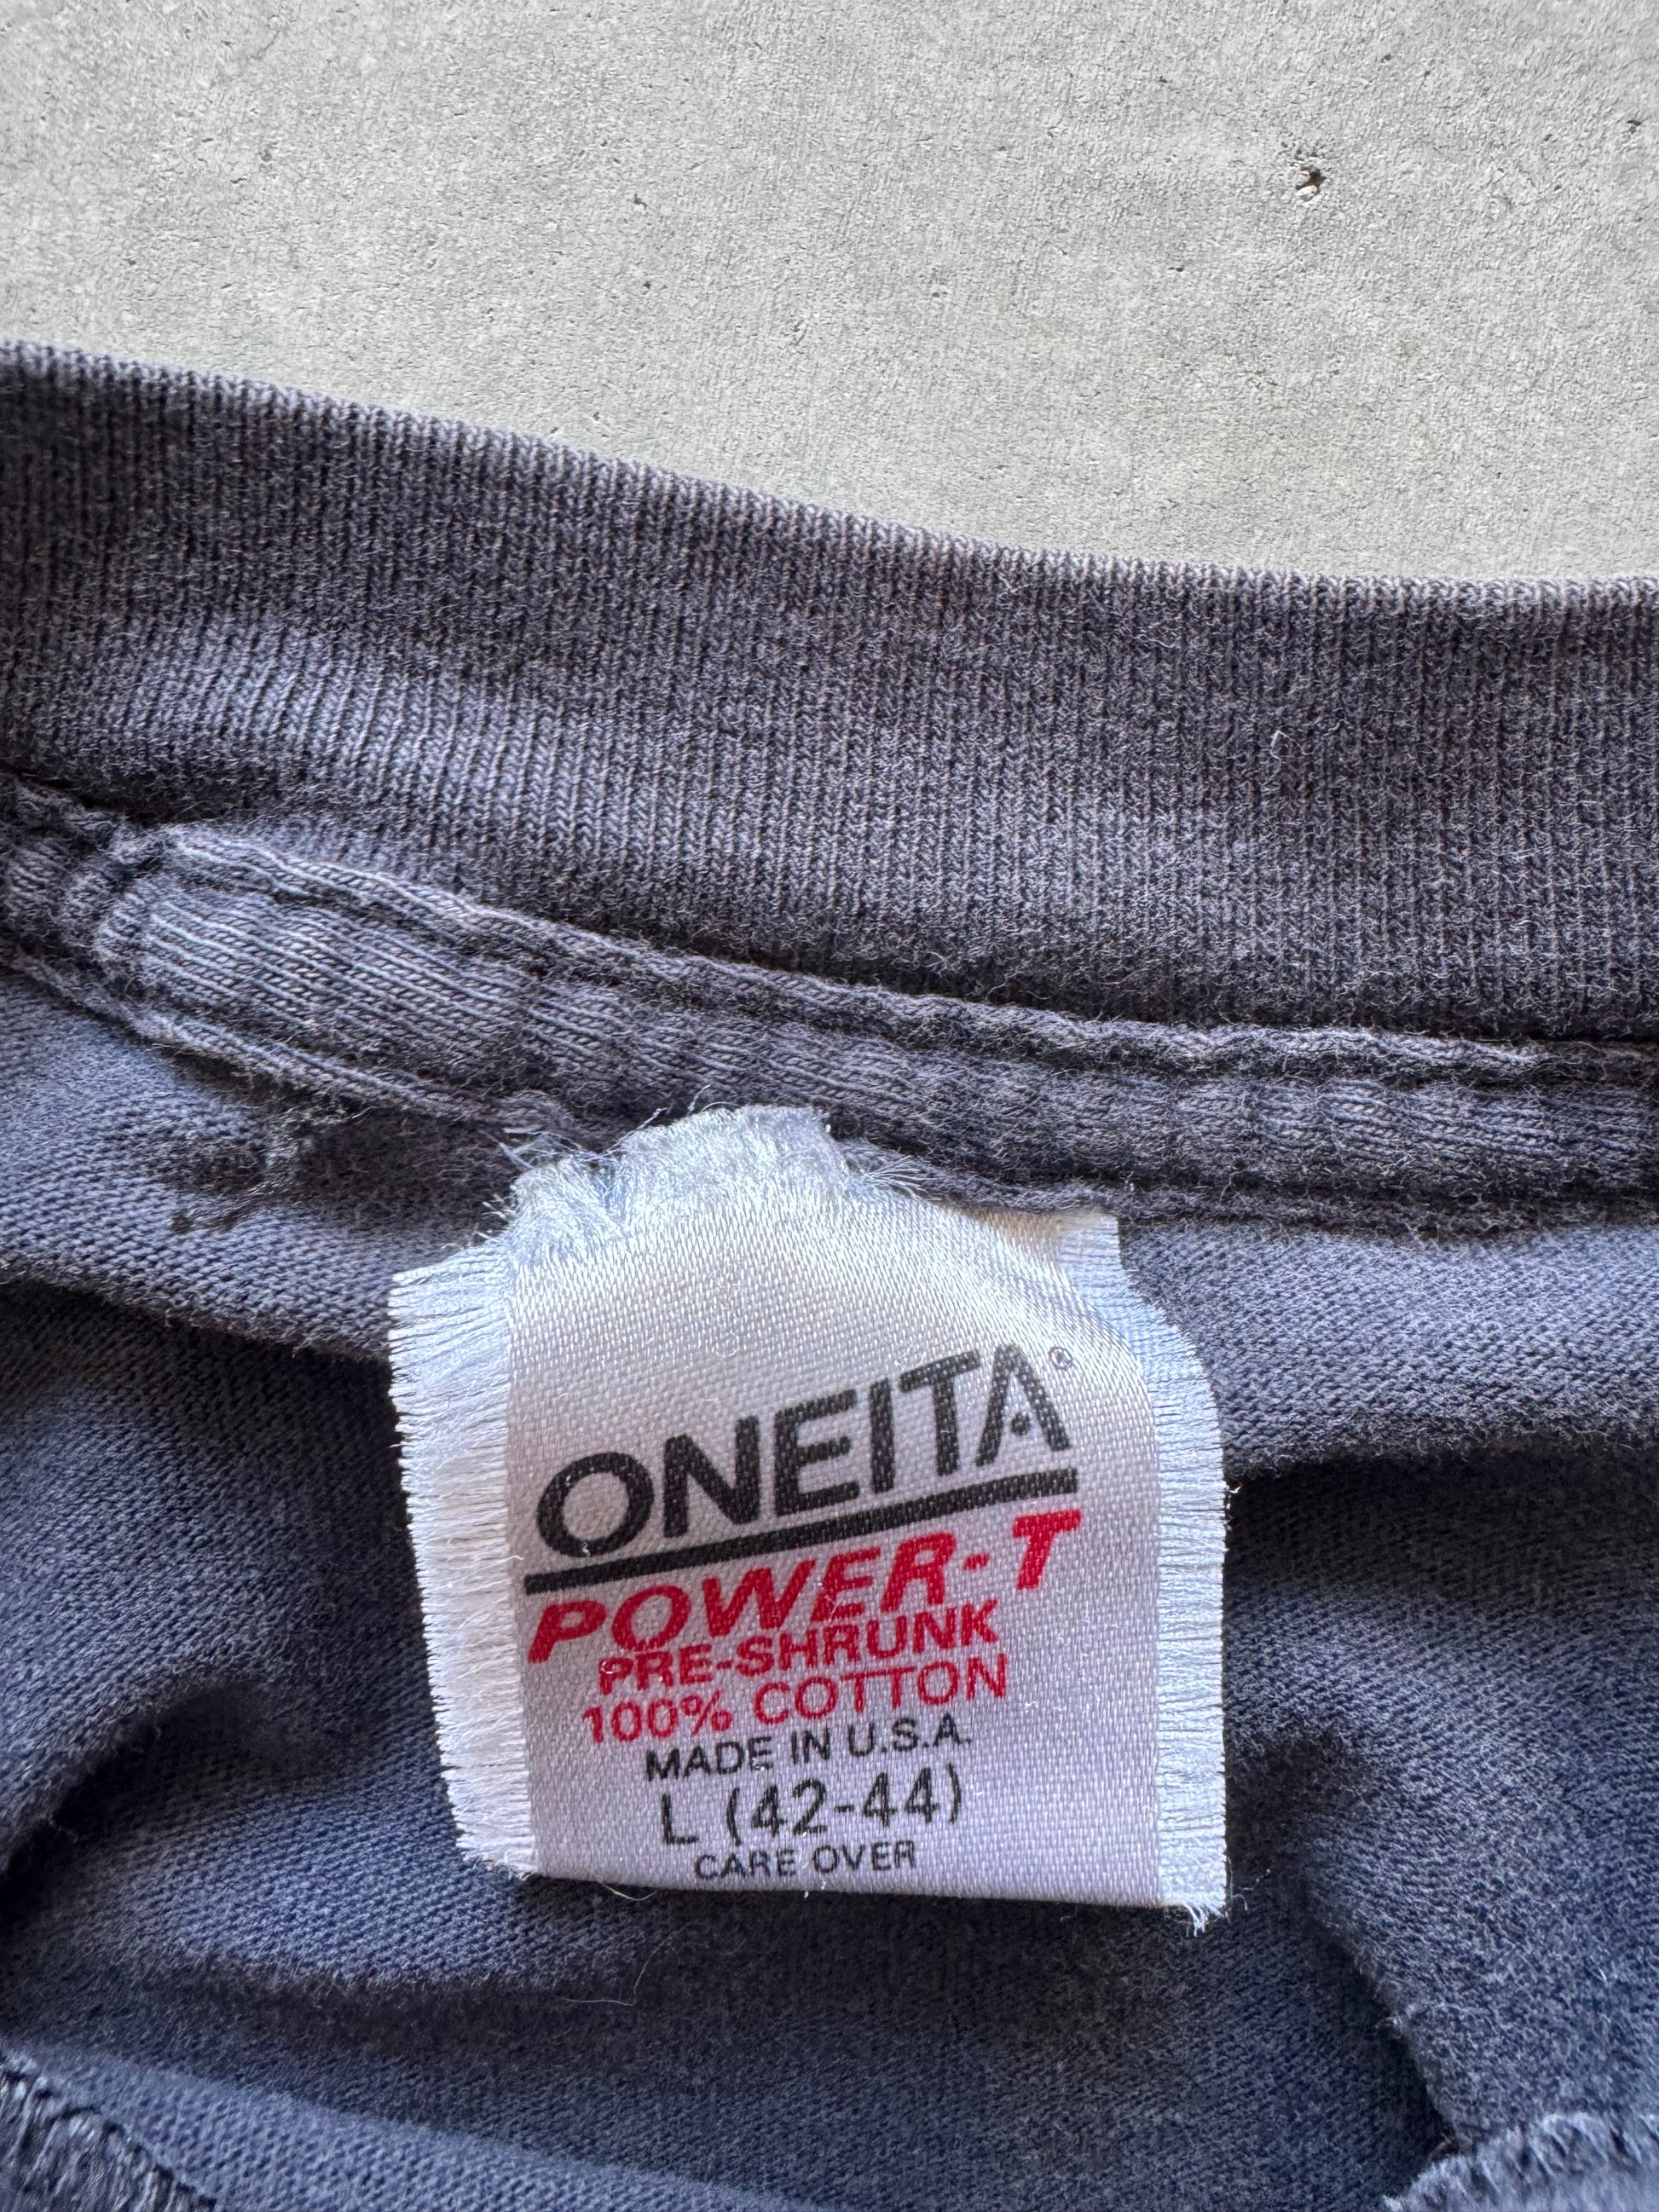 ONEITA®
POWER-T
PRE-SHRUNK
100% COTTON
MADE IN U.S.A.
L (42-44)
CARE OVER